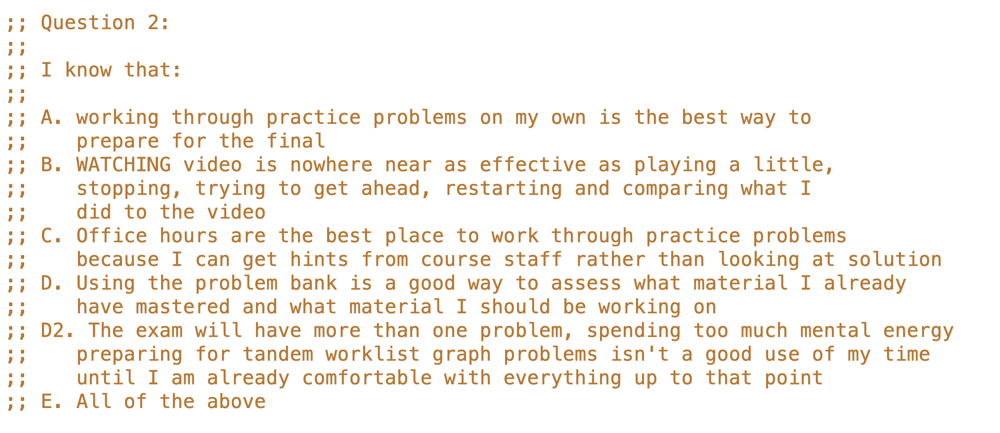 ;; Question 2:
;;
;; I know that:
;;
;; A. working through practice problems on my own is the best way to
;;    prepare for the final
;; B. WATCHING video is nowhere near as effective as playing a little,
;;    stopping, trying to get ahead, restarting and comparing what I
;;    did to the video
;; C. Office hours are the best place to work through practice problems
;;    because I can get hints from course staff rather than looking at solution
;; D. Using the problem bank is a good way to assess what material I already
;;    have mastered and what material I should be working on
;; D2. The exam will have more than one problem, spending too much mental energy
;;    preparing for tandem worklist graph problems isn't a good use of my time
;;    until I am already comfortable with everything up to that point
;; E. All of the above